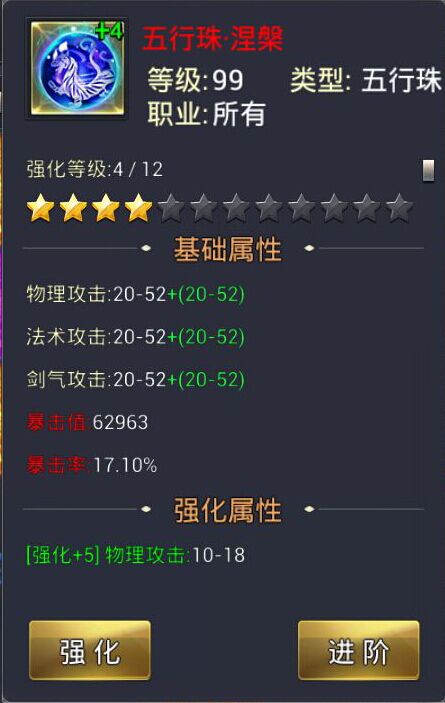 +4
五行珠·涅槃
等级:99 类型: 五行珠
职业:所有
强化等级:4 / 12
基础属性
物理攻击:20-52+(20-52)
法术攻击:20-52+(20-52)
剑气攻击:20-52+(20-52)
暴击值:62963
暴击率:17.10%
强化属性
[强化+5] 物理攻击:10-18
强 化 进 阶